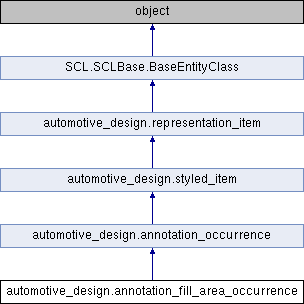 object
SCL.SCLBase.BaseEntityClass
automotive_design.representation_item
automotive_design.styled_item
automotive_design.annotation_occurrence
automotive_design.annotation_fill_area_occurrence